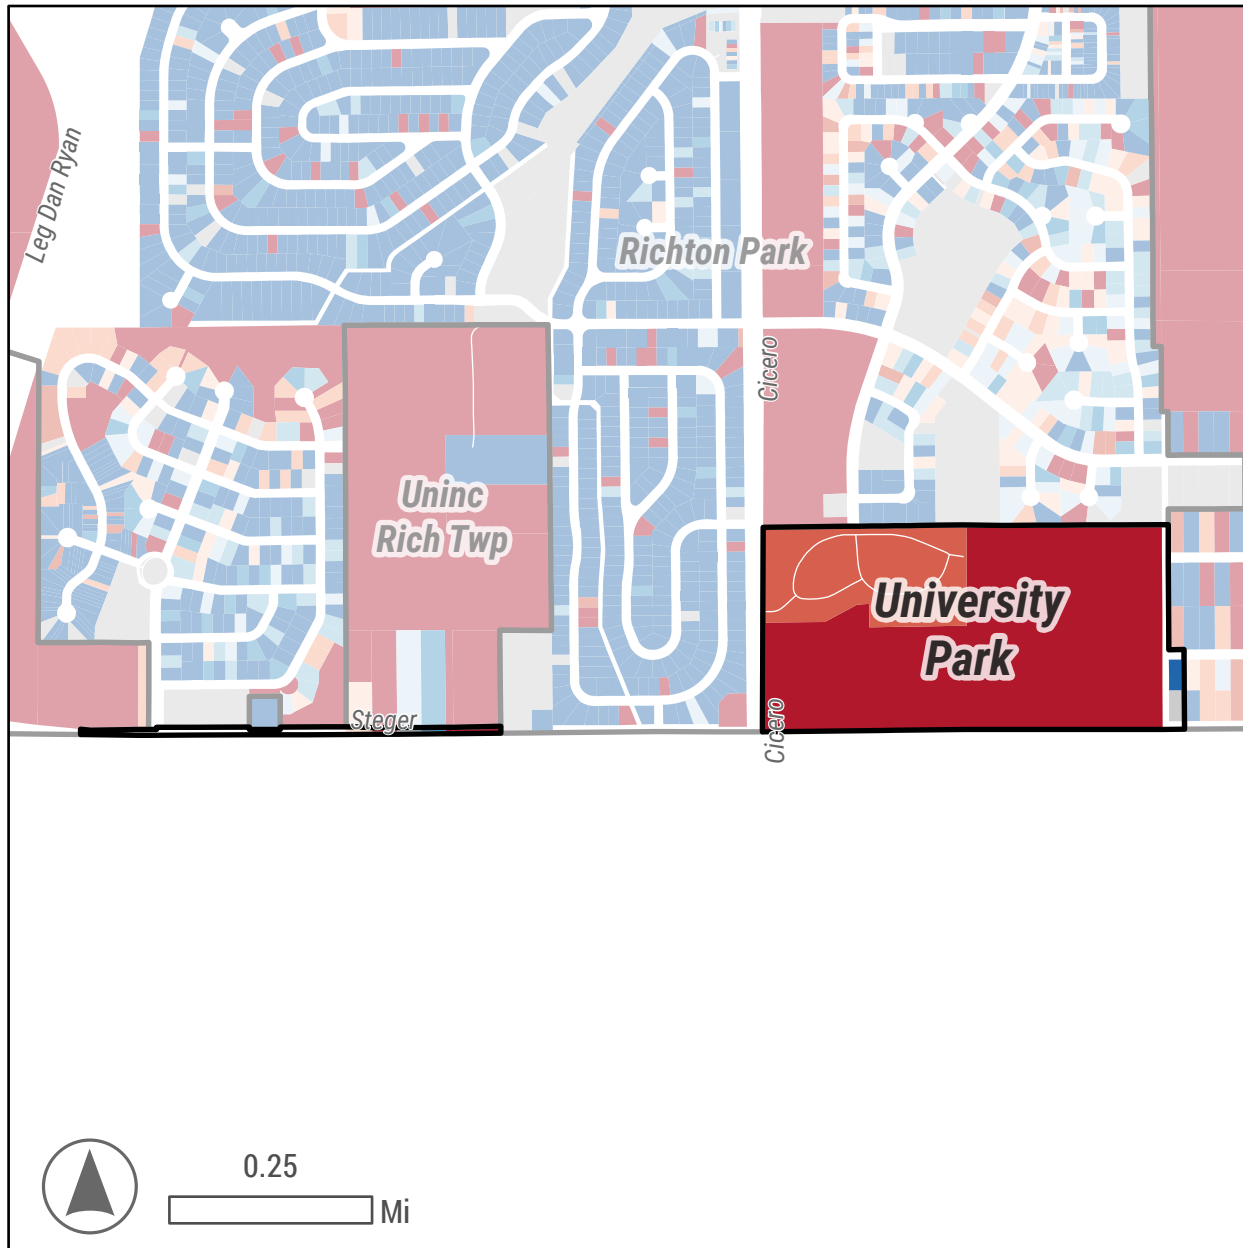 Leg Dan Ryan
Richton Park
Cicero
Uninc
Rich Twp
University
Park
Steger
Cicero
0.25
Mi